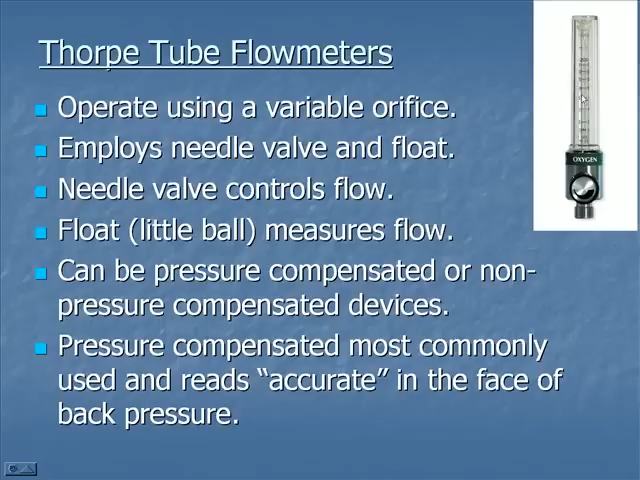 Thorpe Tube Flowmeters
Operate using a variable orifice.
Employs needle valve and float.
Needle valve controls flow.
Float (little ball) measures flow.
Can be pressure compensated or non-
pressure compensated devices.
Pressure compensated most commonly
used and reads “accurate” in the face of
back pressure.
OXYGEN